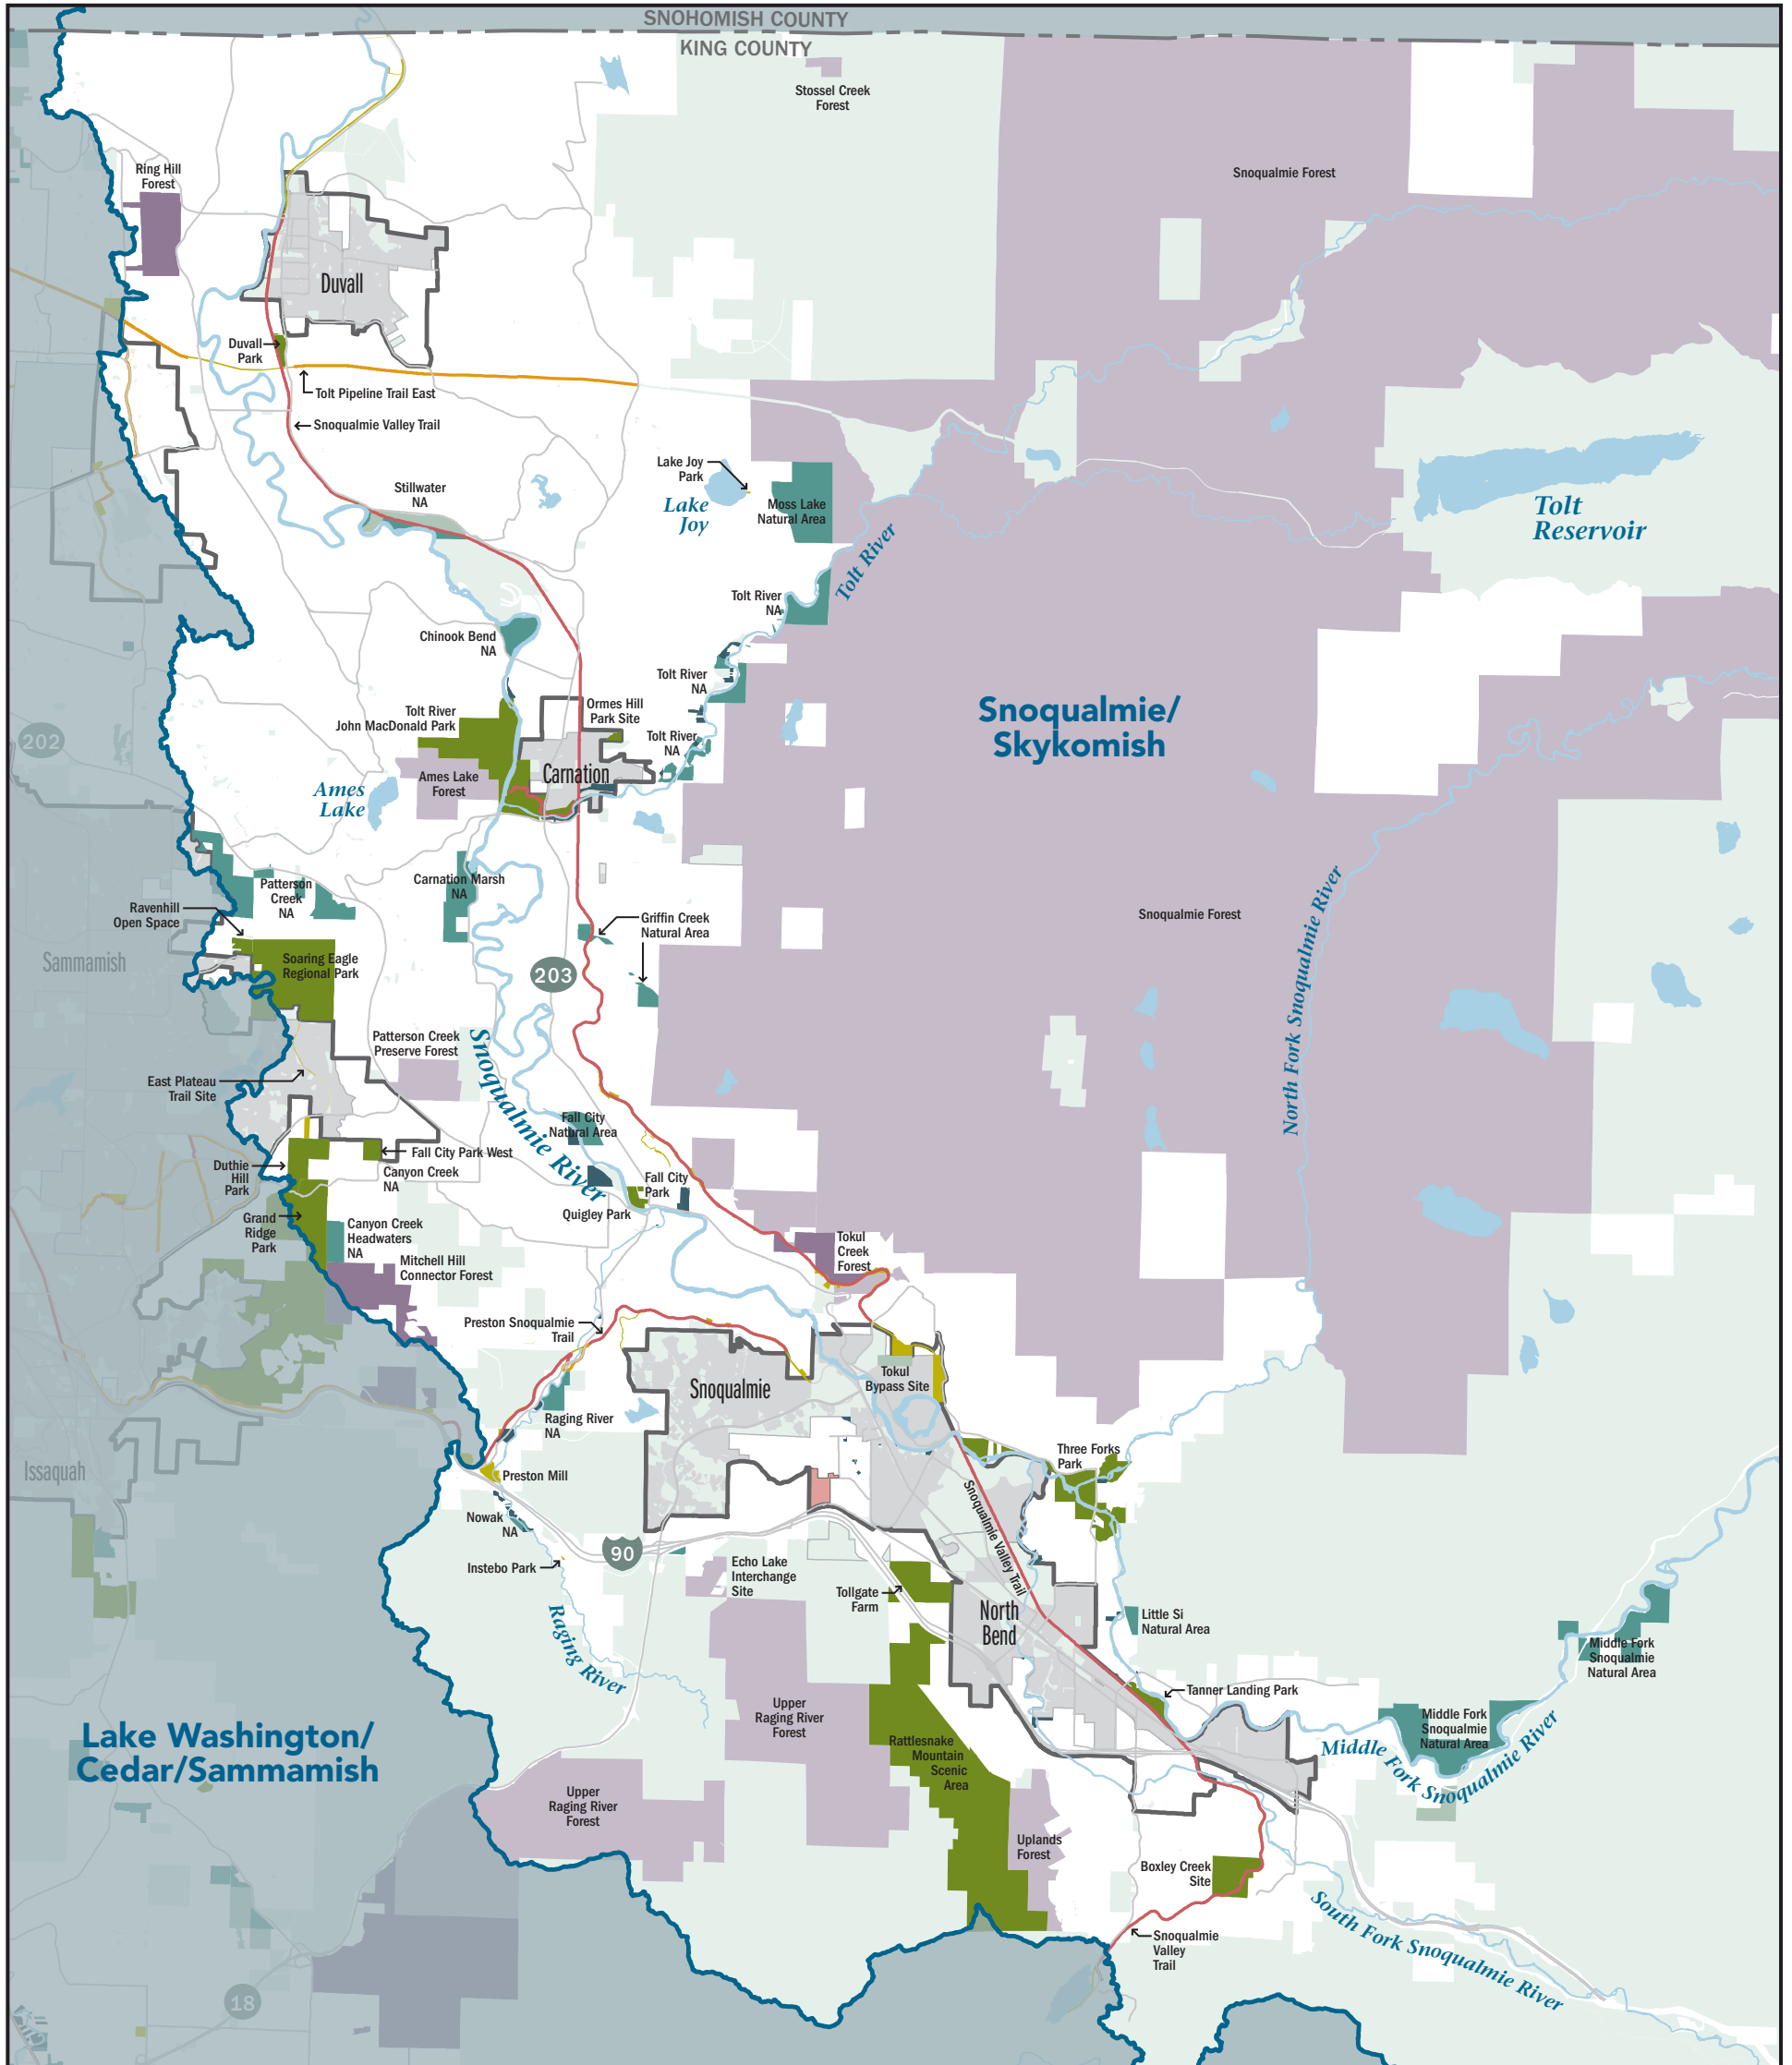 SNOHOMISH COUNTY
KING COUNTY
Stossel Creek
Forest
Snoqualmie Forest
Ring Hill
Forest
Duvall
Duvall
Park
Tolt Pipeline Trail East
Snoqualmie Valley Trail
Lake Joy
Park
Lake
Joy
Moss Lake
Natural Area
Stillwater
NA
Tolt
Reservoir
Tolt River
Tolt River
NA
Chinook Bend
NA
Tolt River
NA
Ormes Hill
Park Site
Tolt River
John MacDonald Park
Tolt River
NA
Snoqualmie/
Skykomish
202
Carnation
Ames Lake
Forest
Ames
Lake
Carnation Marsh
NA
Patterson
Creek
NA
Ravenhill
Open Space
Griffin Creek
Natural Area
Snoqualmie Forest
North Fork Snoqualmie River
Sammamish
Soaring Eagle
Regional Park
203
Patterson Creek
Preserve Forest
Snoqualmie River
East Plateau
Trail Site
Fall City
Natural Area
Fall City Park West
Duthie
Hill
Park
Canyon Creek
NA
Fall City
Park
Quigley Park
Grand
Ridge
Park
Canyon Creek
Headwaters
NA
Mitchell Hill
Connector Forest
Tokul
Creek
Forest
Preston Snoqualmie
Trail
Snoqualmie
Tokul
Bypass Site
Raging River
NA
Three Forks
Park
Issaquah
Preston Mill
Snoqualmie Valley Trail
Nowak
NA
90
Instebo Park
Echo Lake
Interchange
Site
Tollgate
Farm
North
Bend
Little Si
Natural Area
Raging River
Middle Fork
Snoqualmie
Natural Area
Tanner Landing Park
Upper
Raging River
Forest
Middle Fork
Snoqualmie
Natural Area
Middle Fork Snoqualmie River
Lake Washington/
Cedar/Sammamish
Rattlesnake
Mountain
Scenic
Area
Upper
Raging River
Forest
Uplands
Forest
Boxley Creek
Site
South Fork Snoqualmie River
Snoqualmie
Valley
Trail
18